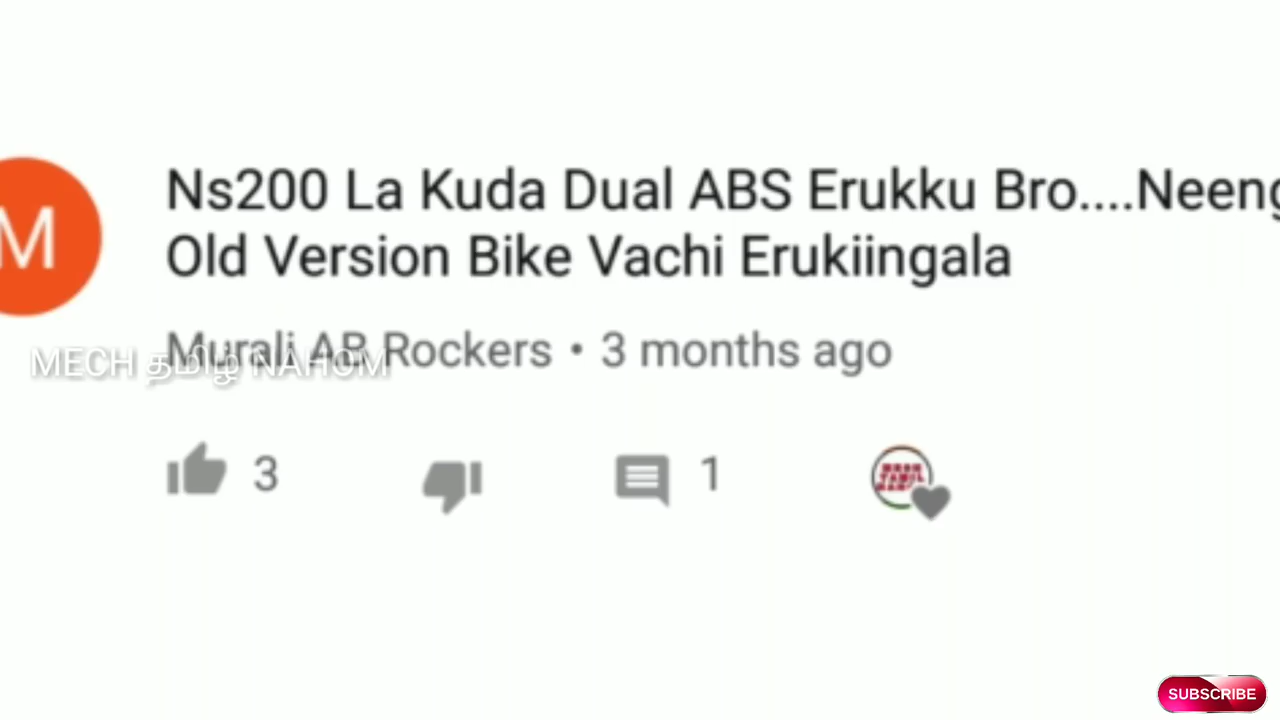 M
Ns200 La Kuda Dual ABS Erukku Bro....Neeng
Old Version Bike Vachi Erukiingala
Murali AB Rockers • 3 months ago
MECH தமிழ் NAHOM
3
1
SUBSCRIBE